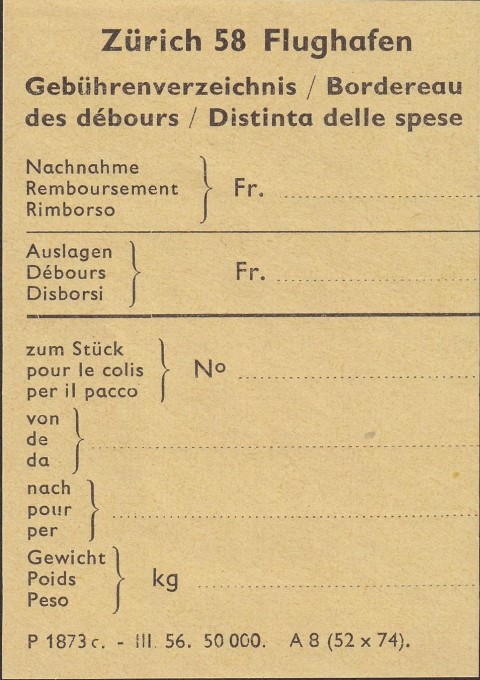 Zürich 58 Flughafen
Gebührenverzeichnis / Bordereau
des débours / Distinta delle spese
Nachnahme
Remboursement
Rimborso
Fr.
Auslagen
Débours
Disborsi
Fr.
zum Stück
pour le colis
per il pacco
No
von
de
da
nach
pour
per
Gewicht
Poids
Peso
kg
P 1873 c. - III. 56. 50 000. A 8 (52 x 74).